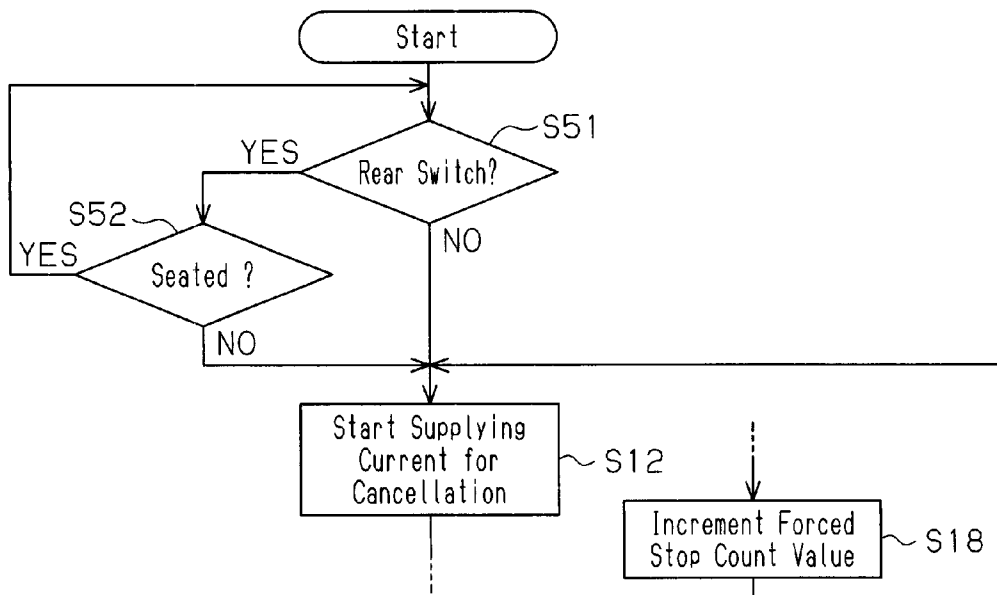 Start
S51
YES
Rear Switch?
S52
NO
YES
Seated ?
NO
Start Supplying
Current for
Cancellation
S12
Increment Forced
Stop Count Value
S18